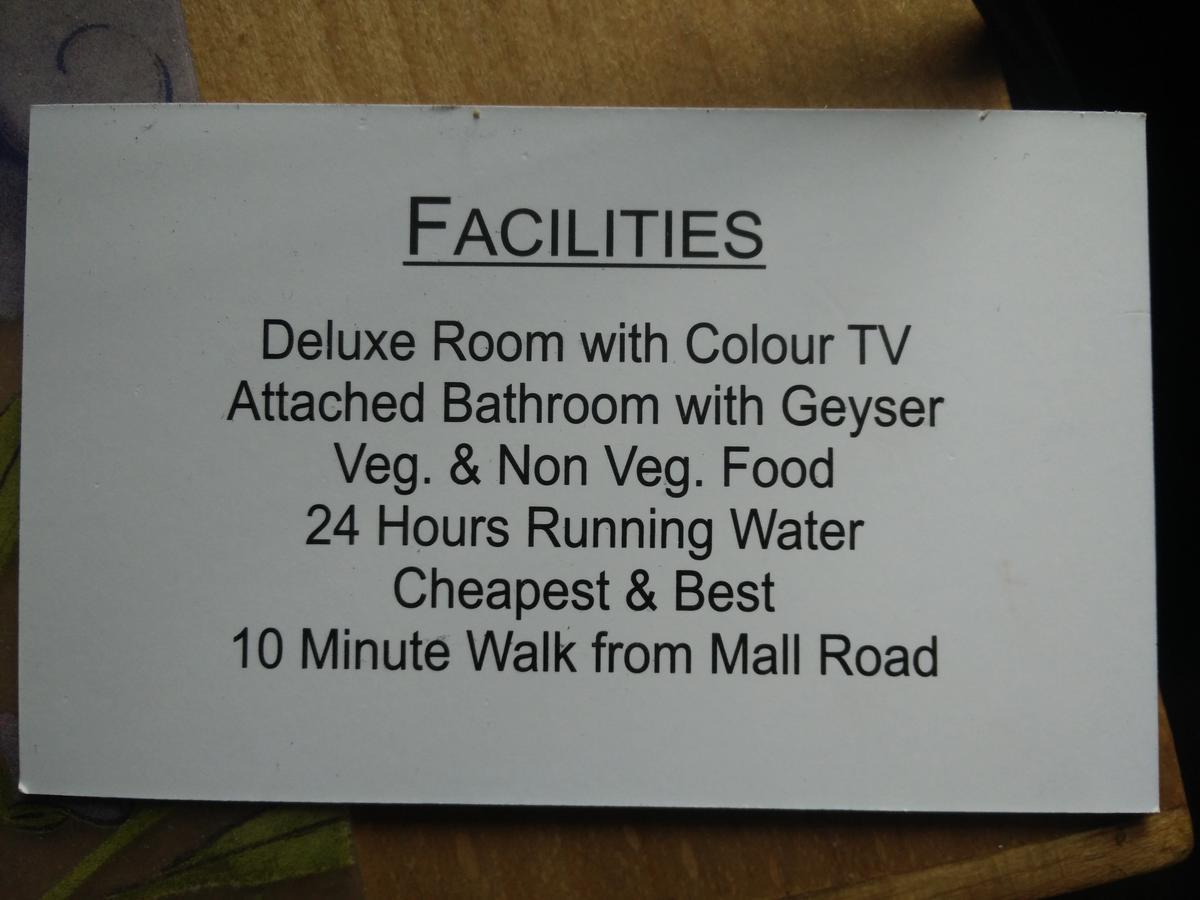 FACILITIES
Deluxe Room with Colour TV
Attached Bathroom with Geyser
Veg. & Non Veg. Food
24 Hours Running Water
Cheapest & Best
10 Minute Walk from Mall Road